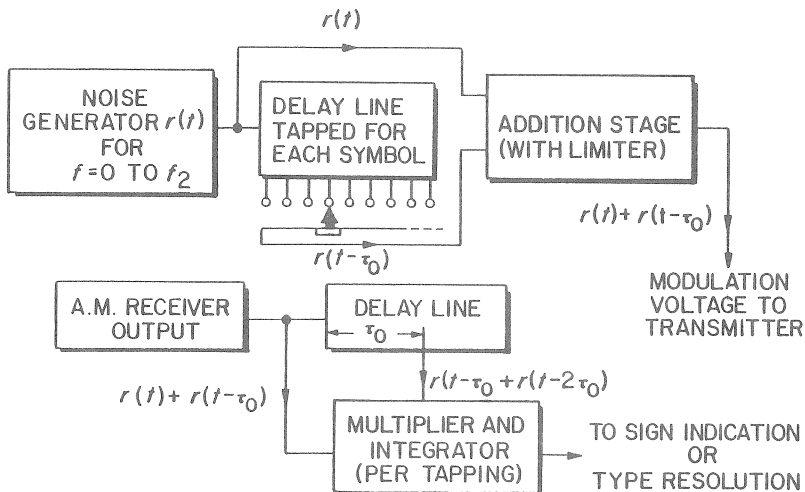 r(t)
NOISE
GENERATOR r(t)
FOR
f=0 TO f₂
DELAY LINE
TAPPED FOR
EACH SYMBOL
ADDITION STAGE
(WITH LIMITER)
r(t-τ₀)
r(t)+ r(t-τ₀)
MODULATION
VOLTAGE TO
TRANSMITTER
A.M. RECEIVER
OUTPUT
DELAY LINE
τ₀
r(t)+ r(t-τ₀)
r(t-τ₀+r(t-2τ₀)
MULTIPLIER AND
INTEGRATOR
(PER TAPPING)
TO SIGN INDICATION
OR
TYPE RESOLUTION